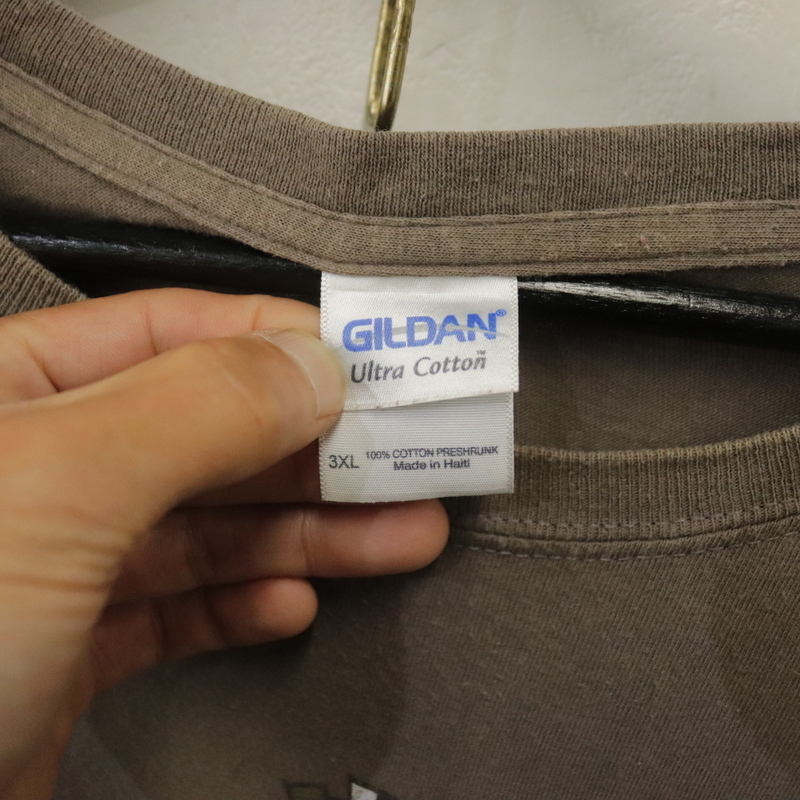 GILDAN®
Ultra Cotton™
3XL 100% COTTON PRESHRUNK
Made in Haiti